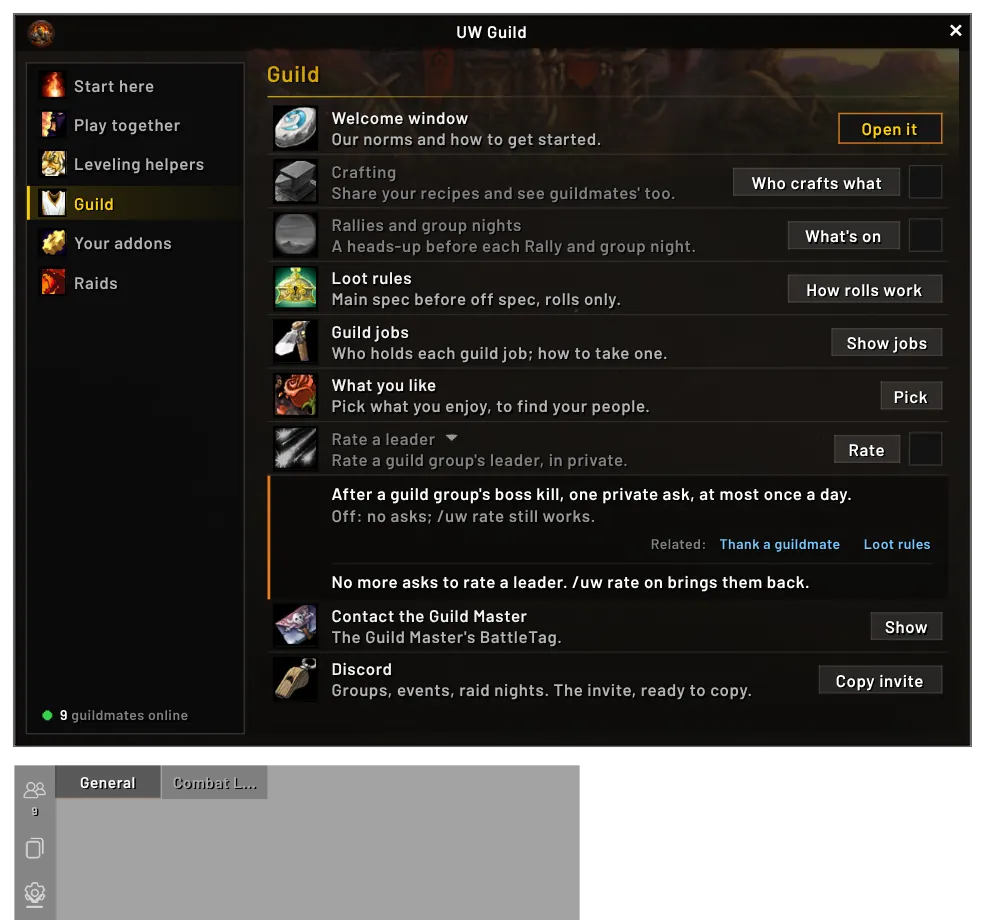 UW Guild
Start here
Play together
Leveling helpers
Guild
Your addons
Raids
9 guildmates online
Guild
Welcome window
Our norms and how to get started.
Open it
Crafting
Share your recipes and see guildmates' too.
Who crafts what
Rallies and group nights
A heads-up before each Rally and group night.
What's on
Loot rules
Main spec before off spec, rolls only.
How rolls work
Guild jobs
Who holds each guild job; how to take one.
Show jobs
What you like
Pick what you enjoy, to find your people.
Pick
Rate a leader
Rate a guild group's leader, in private.
Rate
After a guild group's boss kill, one private ask, at most once a day.
Off: no asks; /uw rate still works.
Related: Thank a guildmate Loot rules
No more asks to rate a leader. /uw rate on brings them back.
Contact the Guild Master
The Guild Master's BattleTag.
Show
Discord
Groups, events, raid nights. The invite, ready to copy.
Copy invite
General
Combat L...
9